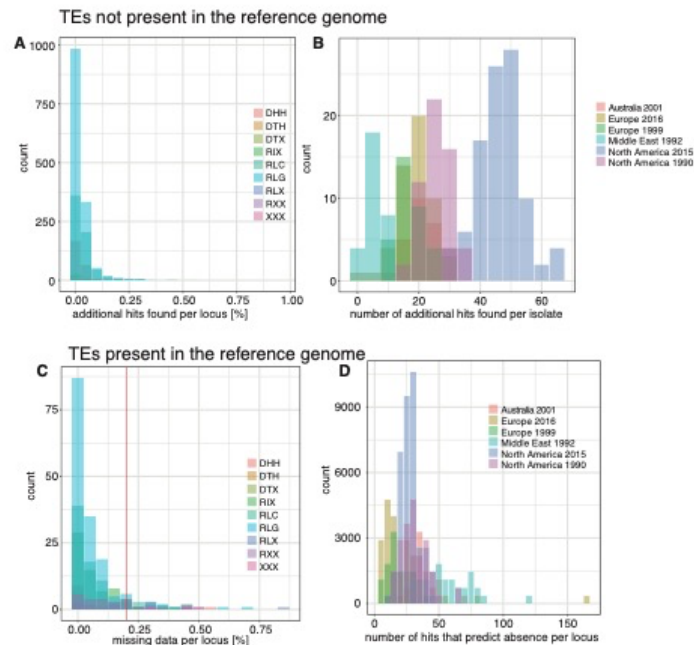 TEs not present in the reference genome
A
B
count
1000
750
500
250
0
0.00 0.25 0.50 0.75 1.00
additional hits found per locus [%]
DHH
DTH
DTX
RIX
RLC
RLG
RLX
RXX
XXX
count
20
10
0
0 20 40 60
number of additional hits found per isolate
Australia 2001
Europe 2016
Europe 1999
Middle East 1992
North America 2015
North America 1990
TEs present in the reference genome
C
D
count
75
50
25
0
0.00 0.25 0.50 0.75
missing data per locus [%]
DHH
DTH
DTX
RIX
RLC
RLG
RLX
RXX
XXX
count
9000
6000
3000
0
0 50 100 150
number of hits that predict absence per locus
Australia 2001
Europe 2016
Europe 1999
Middle East 1992
North America 2015
North America 1990